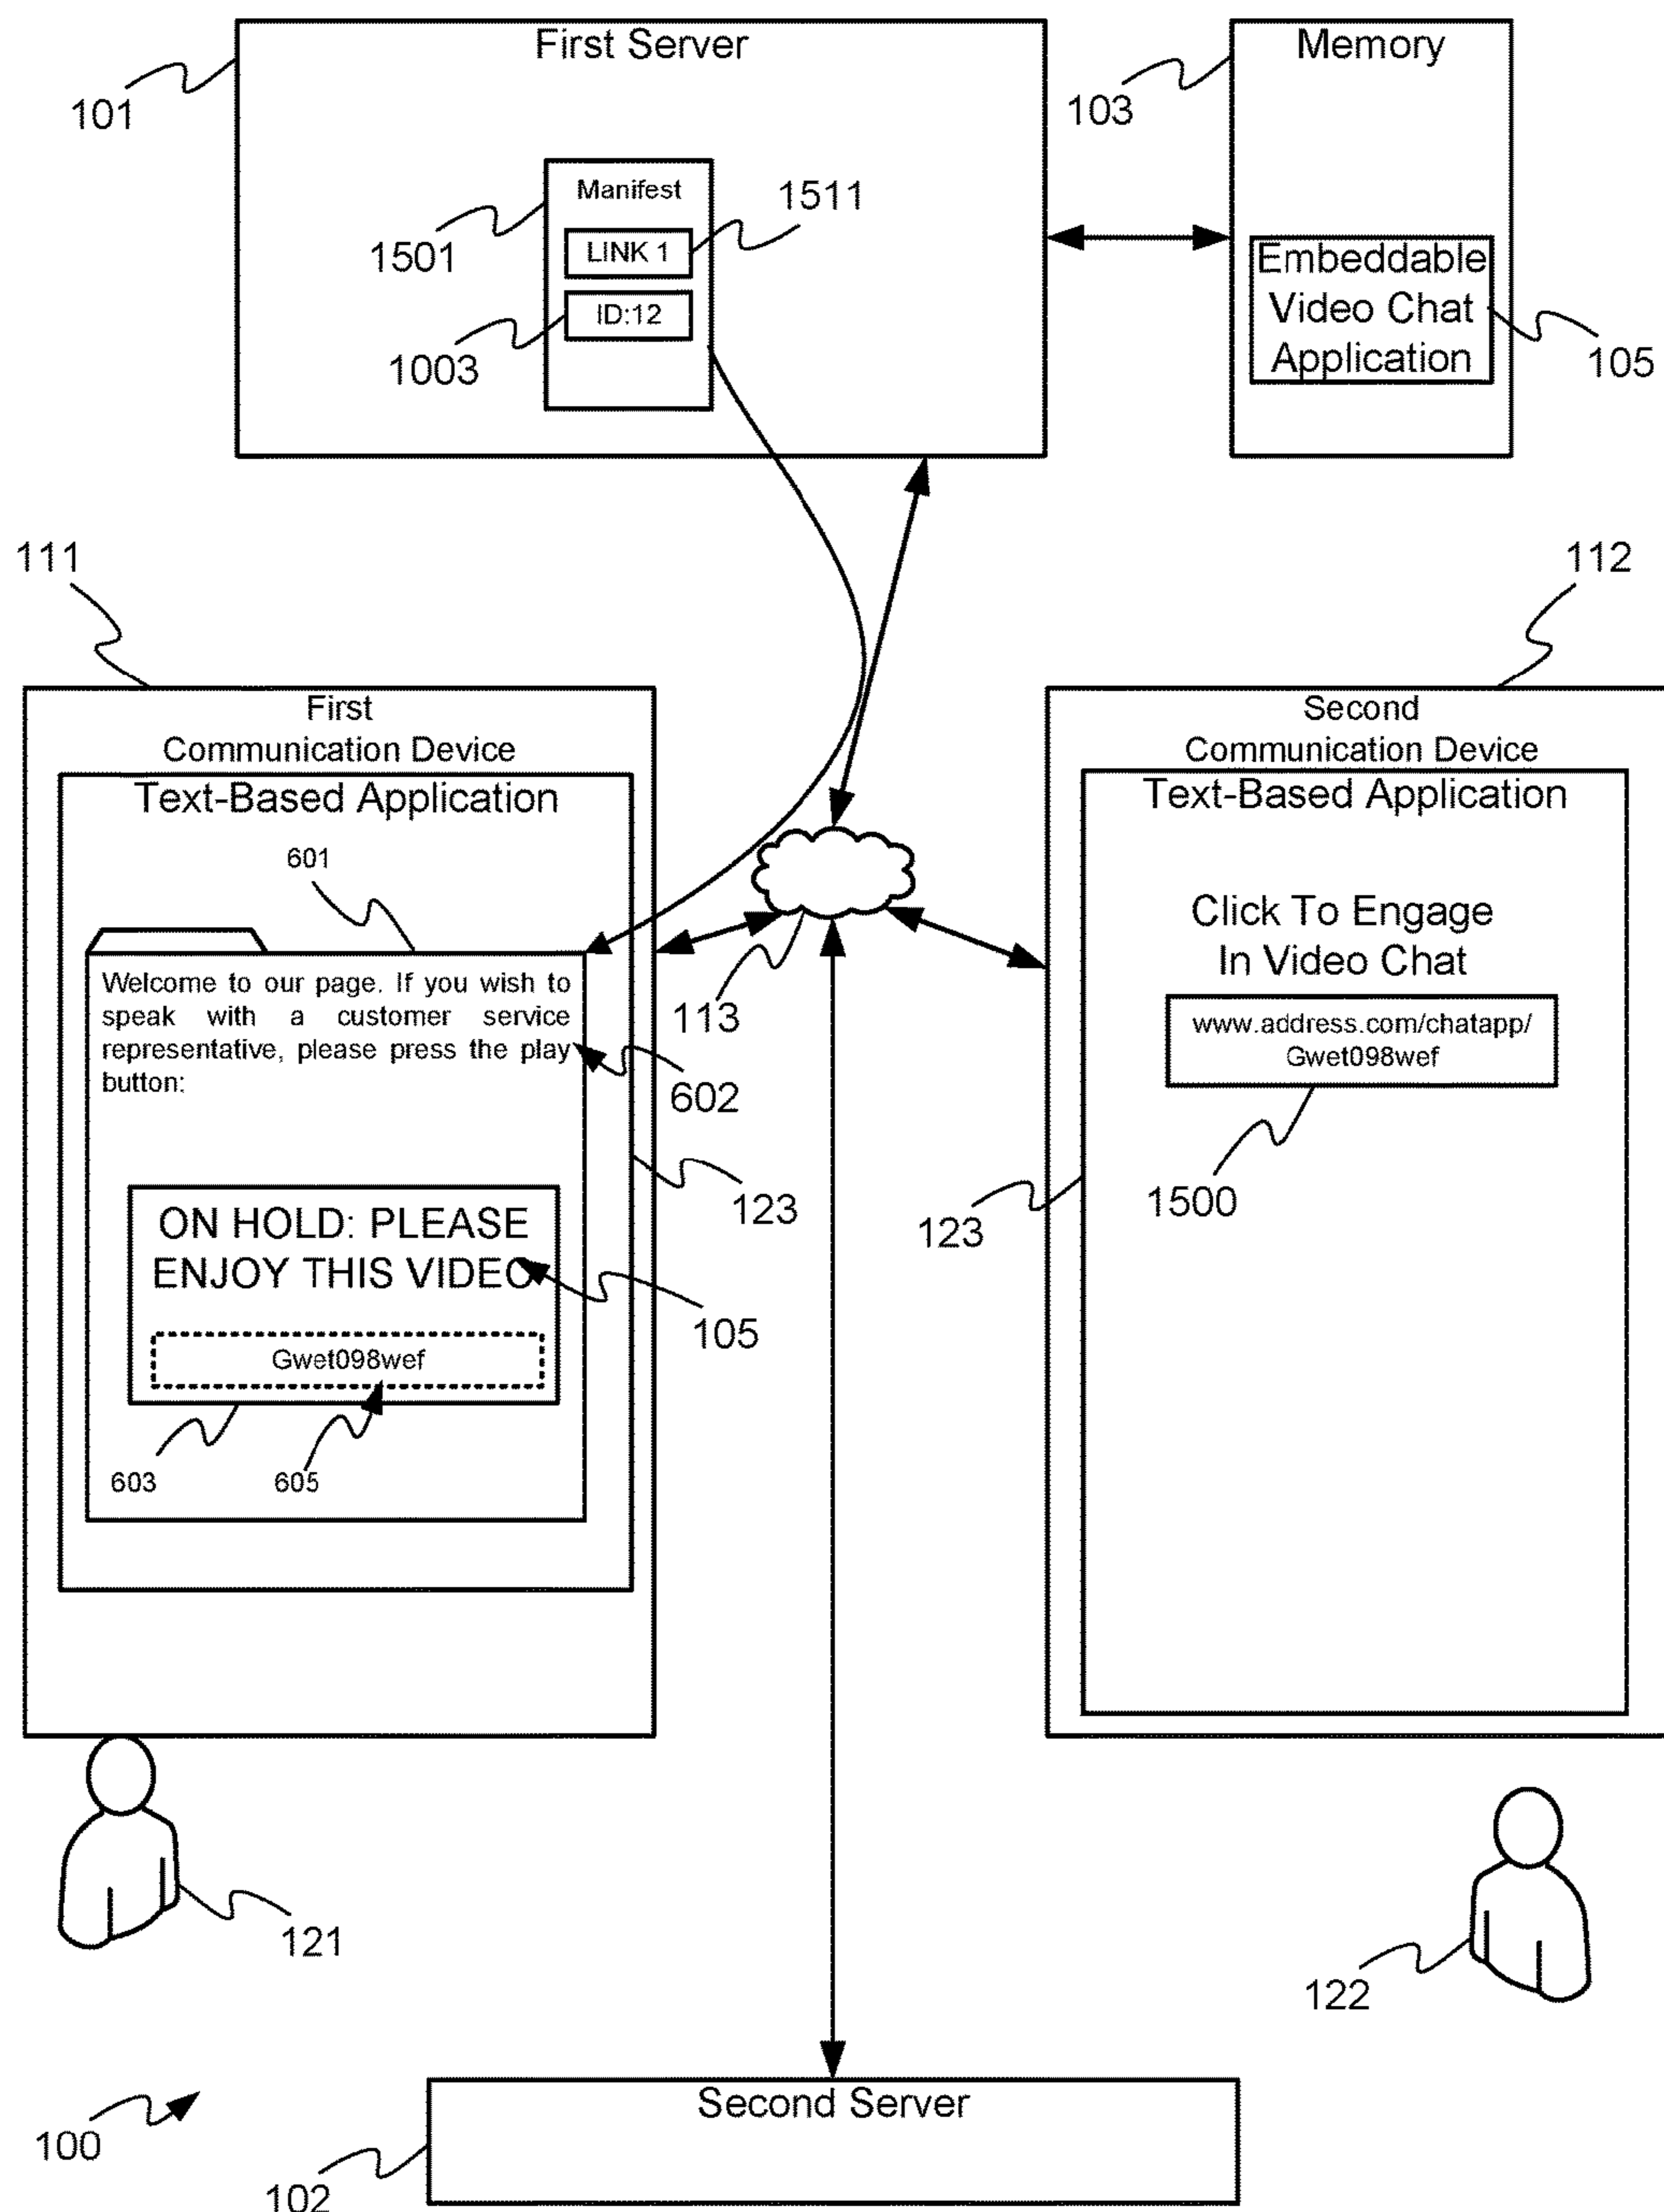 First Server
Memory
101
103
Manifest
1511
1501
LINK 1
ID:12
1003
Embeddable
Video Chat
Application
105
111
112
First
Communication Device
Text-Based Application
601
Welcome to our page. If you wish to
speak with a customer service
representative, please press the play
button:
602
123
ON HOLD: PLEASE
ENJOY THIS VIDEO
105
Gwet098wef
603
605
113
Second
Communication Device
Text-Based Application
Click To Engage
In Video Chat
www.address.com/chatapp/
Gwet098wef
1500
123
121
122
100
Second Server
102